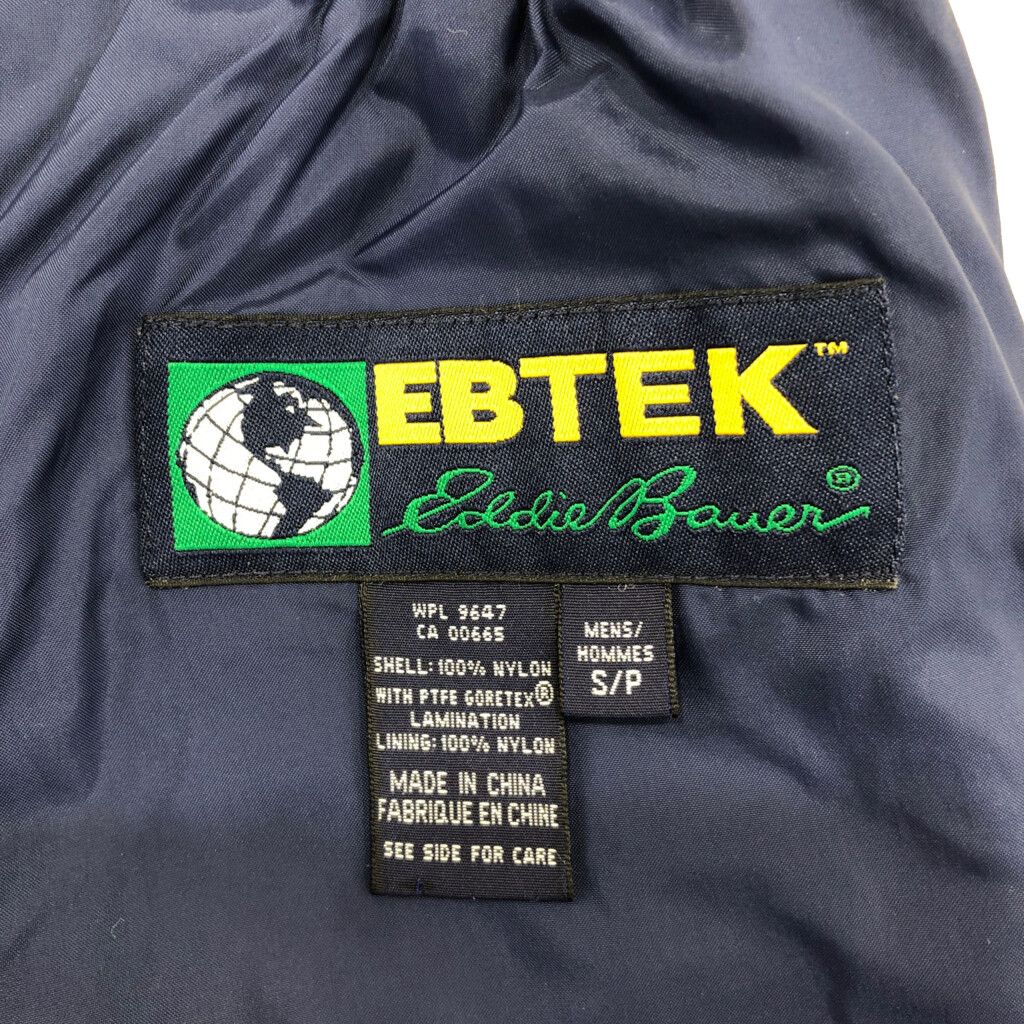 EBTEK™
Eddie Bauer®
WPL 9647
CA 00665
SHELL: 100% NYLON
WITH PTFE GORETEX®
LAMINATION
LINING: 100% NYLON
MADE IN CHINA
FABRIQUE EN CHINE
SEE SIDE FOR CARE
MENS/
HOMMES
S/P